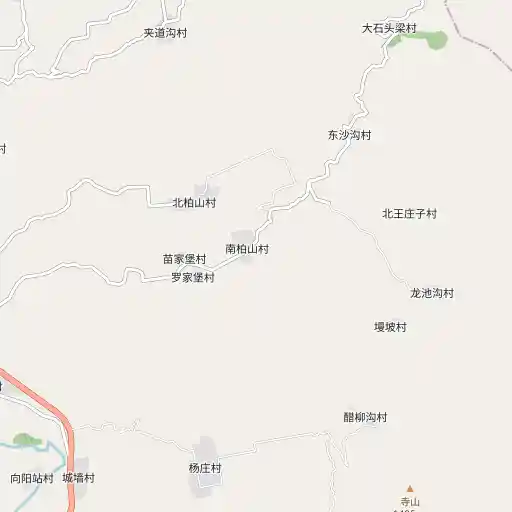 大石头梁村
夹道沟村
东沙沟村
村
北柏山村
北王庄子村
南柏山村
苗家堡村
罗家堡村
龙池沟村
墁坡村
醋柳沟村
杨庄村
向阳站村
城墙村
寺山